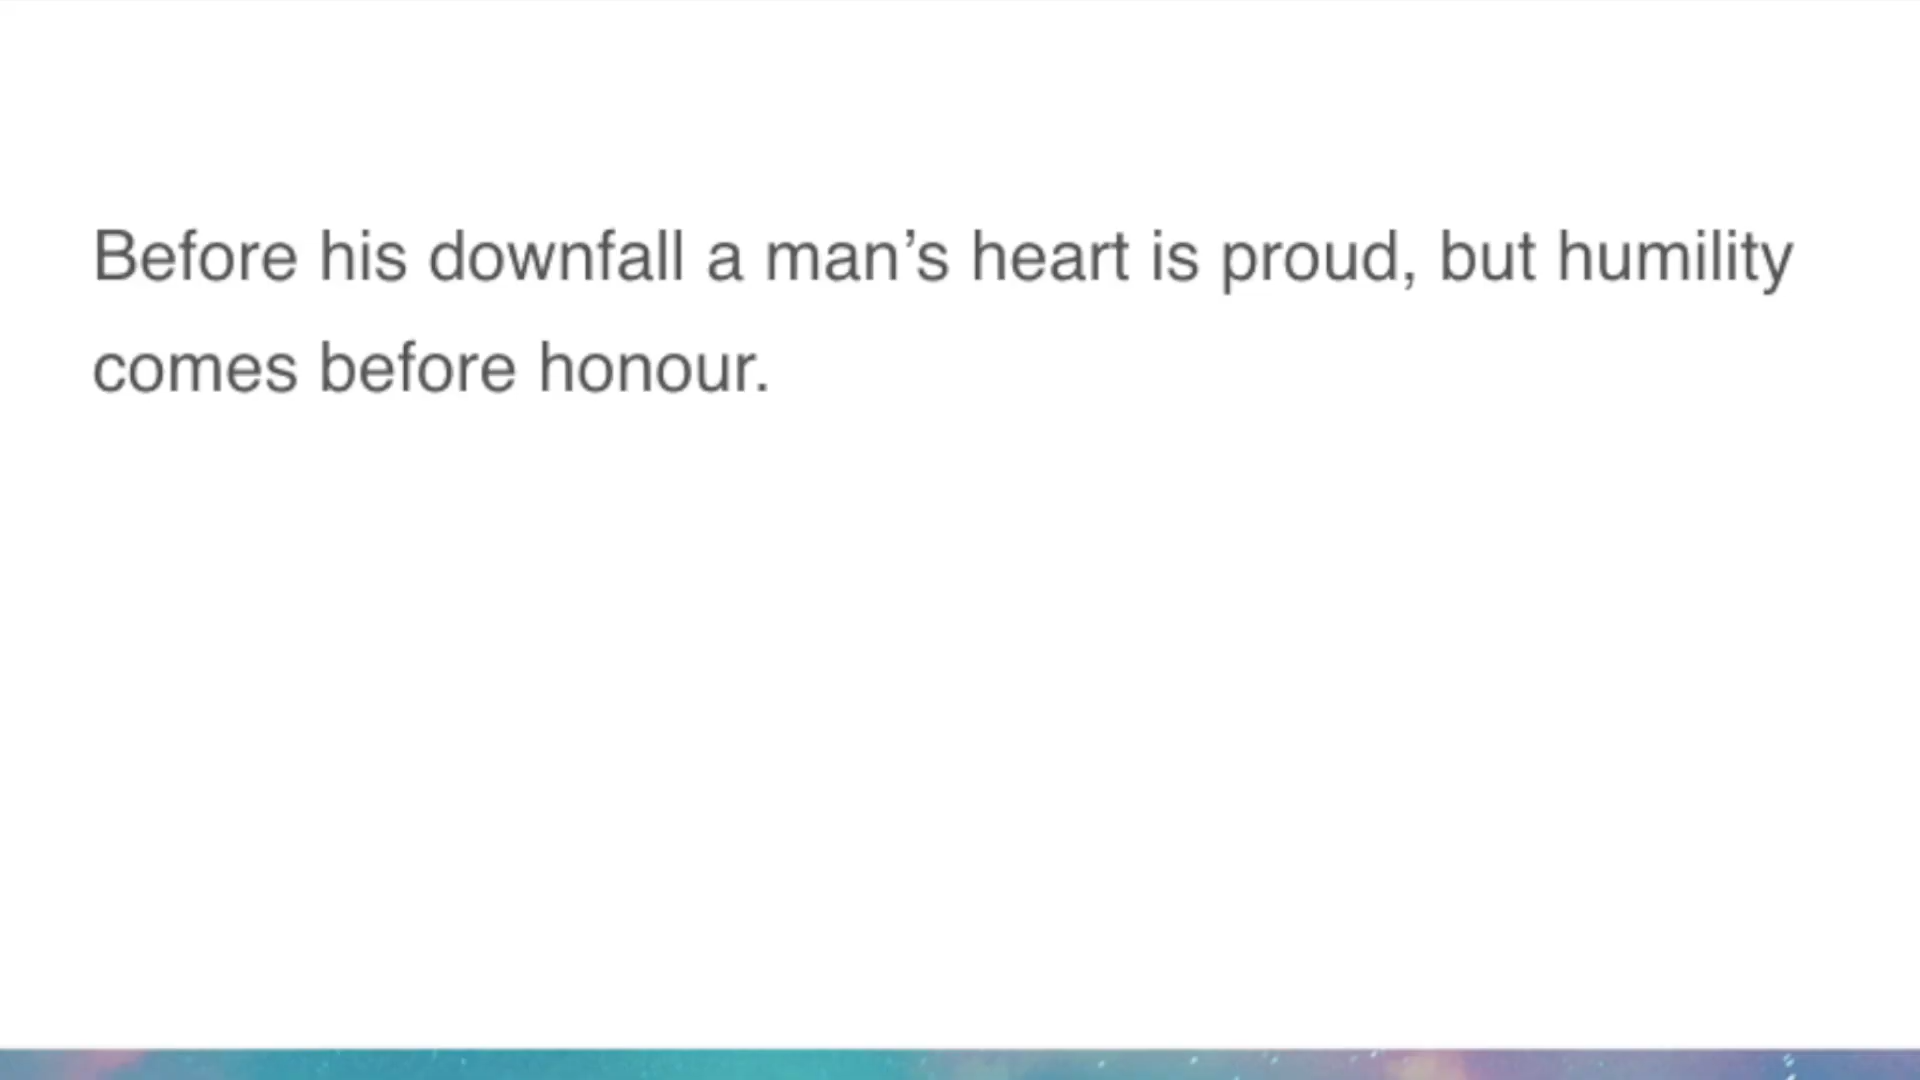 Before his downfall a man’s heart is proud, but humility
comes before honour.